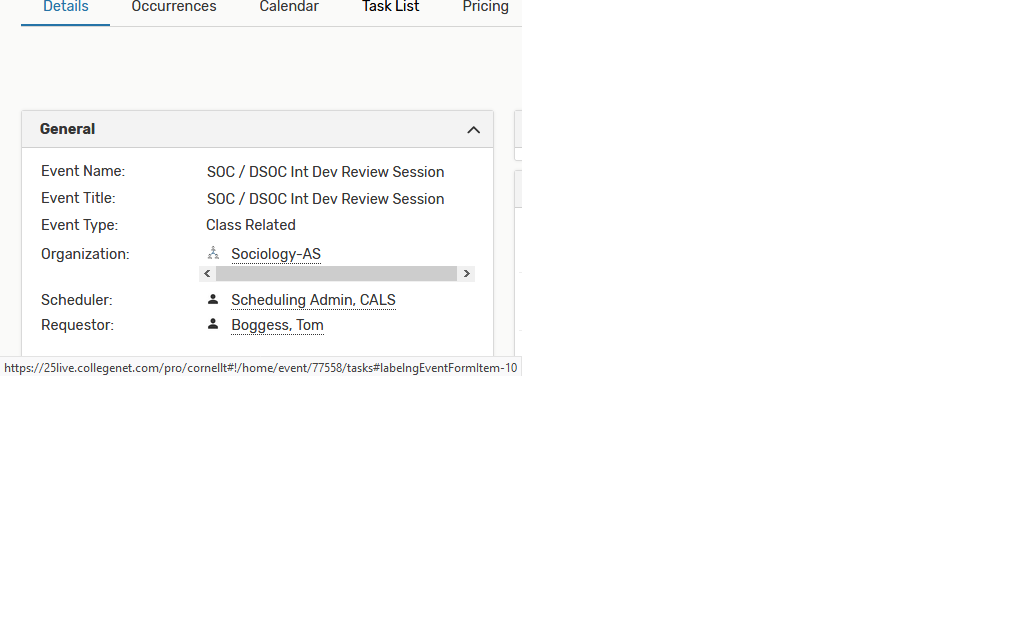 Details Occurrences Calendar Task List Pricing
General
Event Name: SOC / DSOC Int Dev Review Session
Event Title: SOC / DSOC Int Dev Review Session
Event Type: Class Related
Organization: Sociology-AS
Scheduler: Scheduling Admin, CALS
Requestor: Boggess, Tom
https://25live.collegenet.com/pro/cornellt#!/home/event/77558/tasks#labelngEventFormItem-10